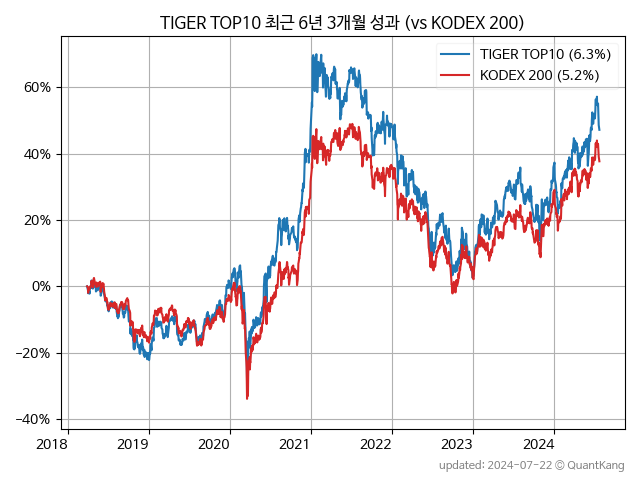 TIGER TOP10 최근 6년 3개월 성과 (vs KODEX 200)
TIGER TOP10 (6.3%)
KODEX 200 (5.2%)
60%
40%
20%
0%
−20%
−40%
2018 2019 2020 2021 2022 2023 2024
updated: 2024-07-22 © QuantKang